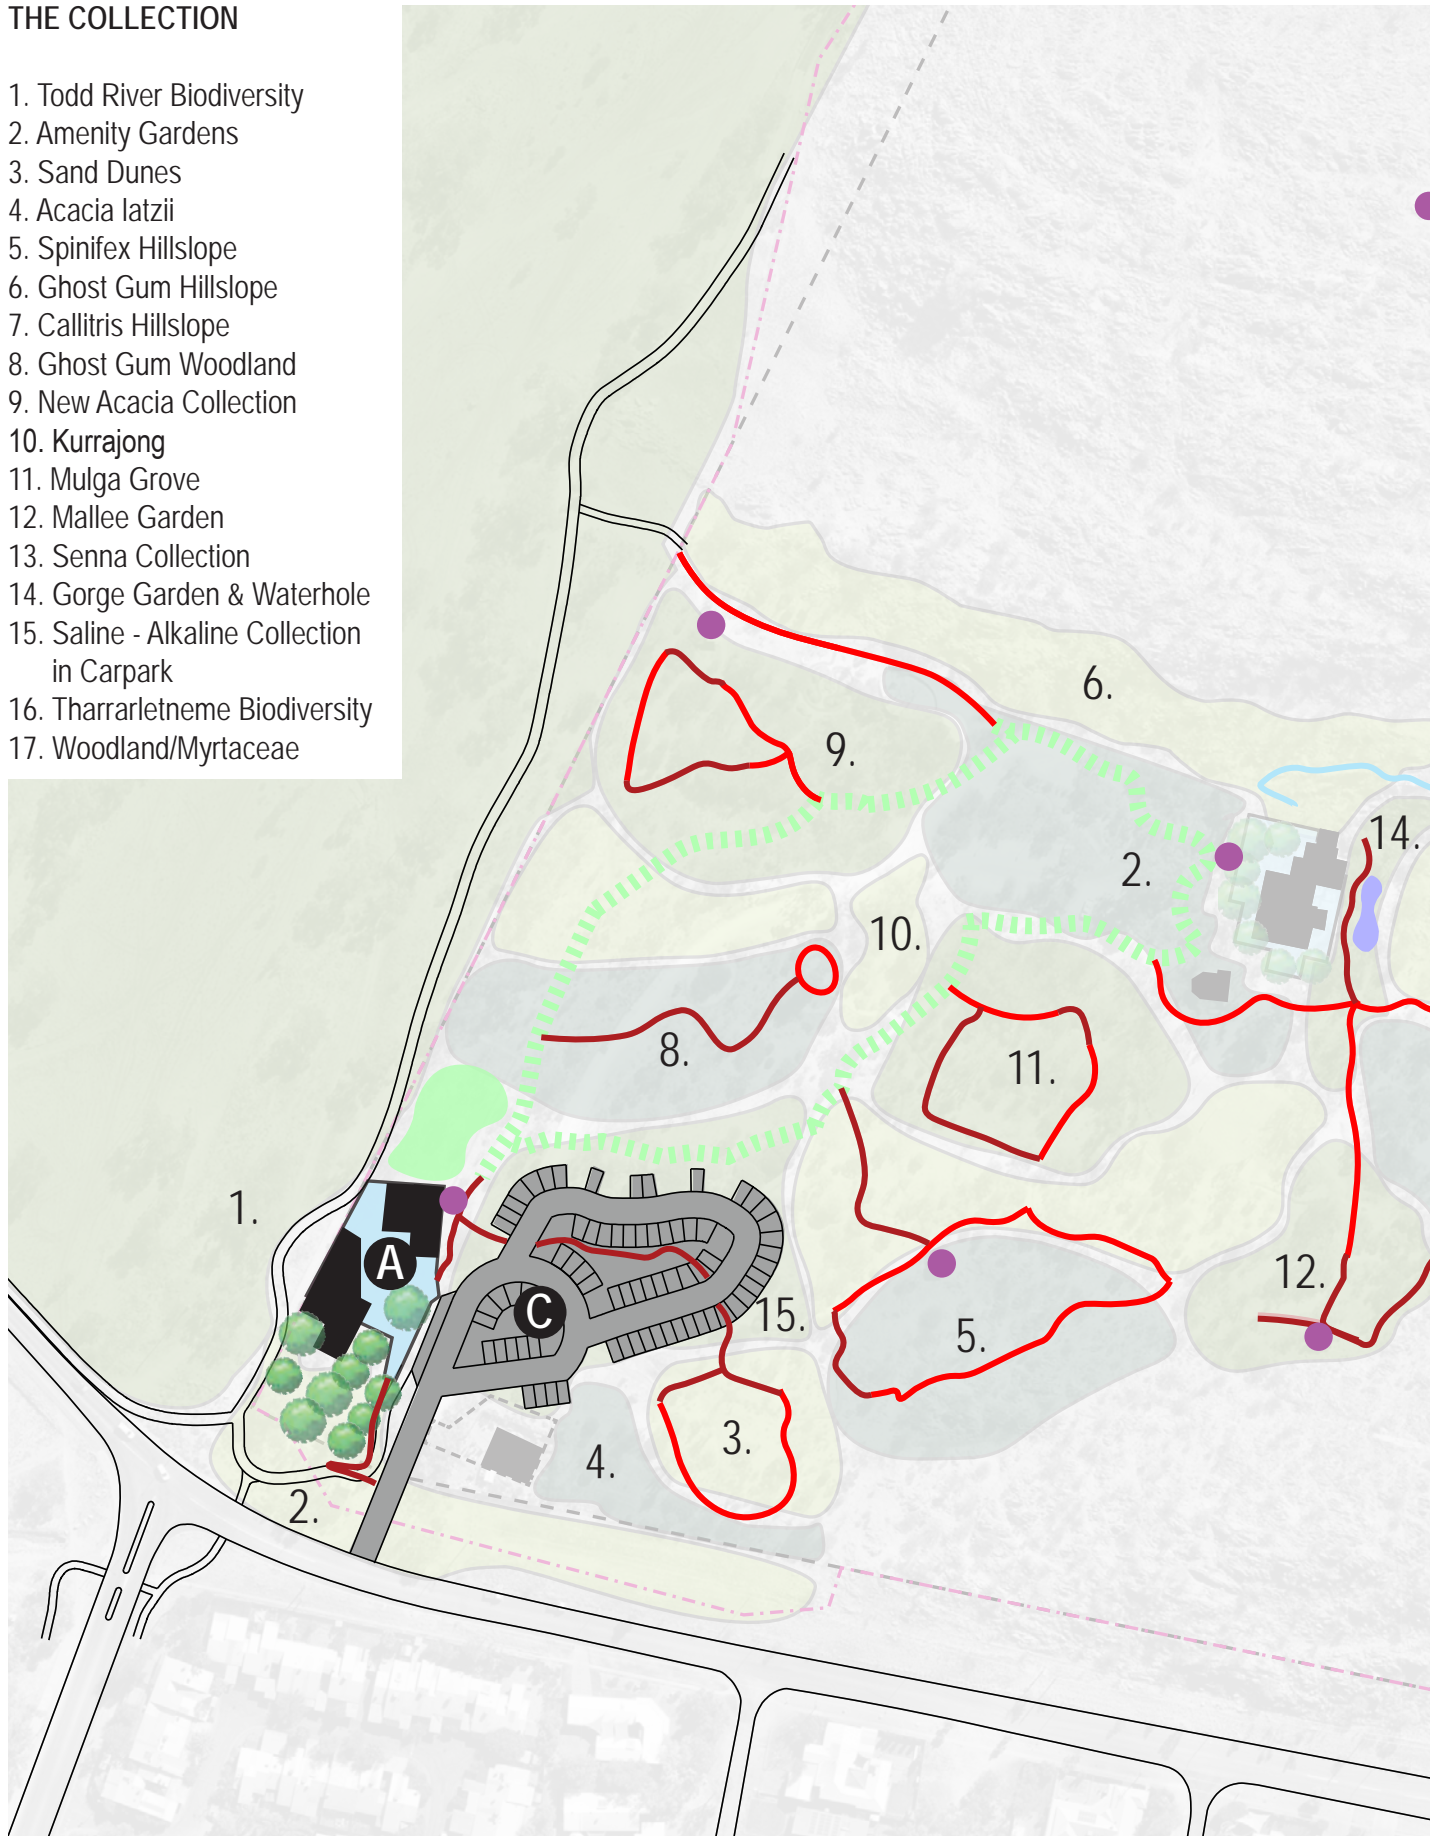 THE COLLECTION
1. Todd River Biodiversity
2. Amenity Gardens
3. Sand Dunes
4. Acacia latzii
5. Spinifex Hillslope
6. Ghost Gum Hillslope
7. Callitris Hillslope
8. Ghost Gum Woodland
9. New Acacia Collection
10. Kurrajong
11. Mulga Grove
12. Mallee Garden
13. Senna Collection
14. Gorge Garden & Waterhole
15. Saline - Alkaline Collection
in Carpark
16. Tharrarletneme Biodiversity
17. Woodland/Myrtaceae
6.
9.
14.
2.
10.
8.
11.
1.
A
12.
C
15.
5.
3.
4.
2.